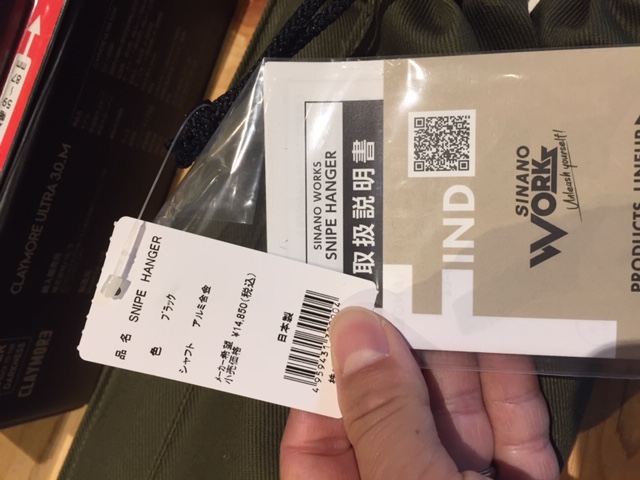 品名 SNIPE HANGER
色 ブラック
シャフト アルミ合金
メーカー希望
小売価格 ¥14,850(税込)
日本製
SINANO WORKS
SNIPE HANGER
取扱説明書
FIND
SINANO
WORKS
Unleash yourself!
PRODUCTS LINEUP
CLAYMORE ULTRA 3.0 M
CLAYMOR3